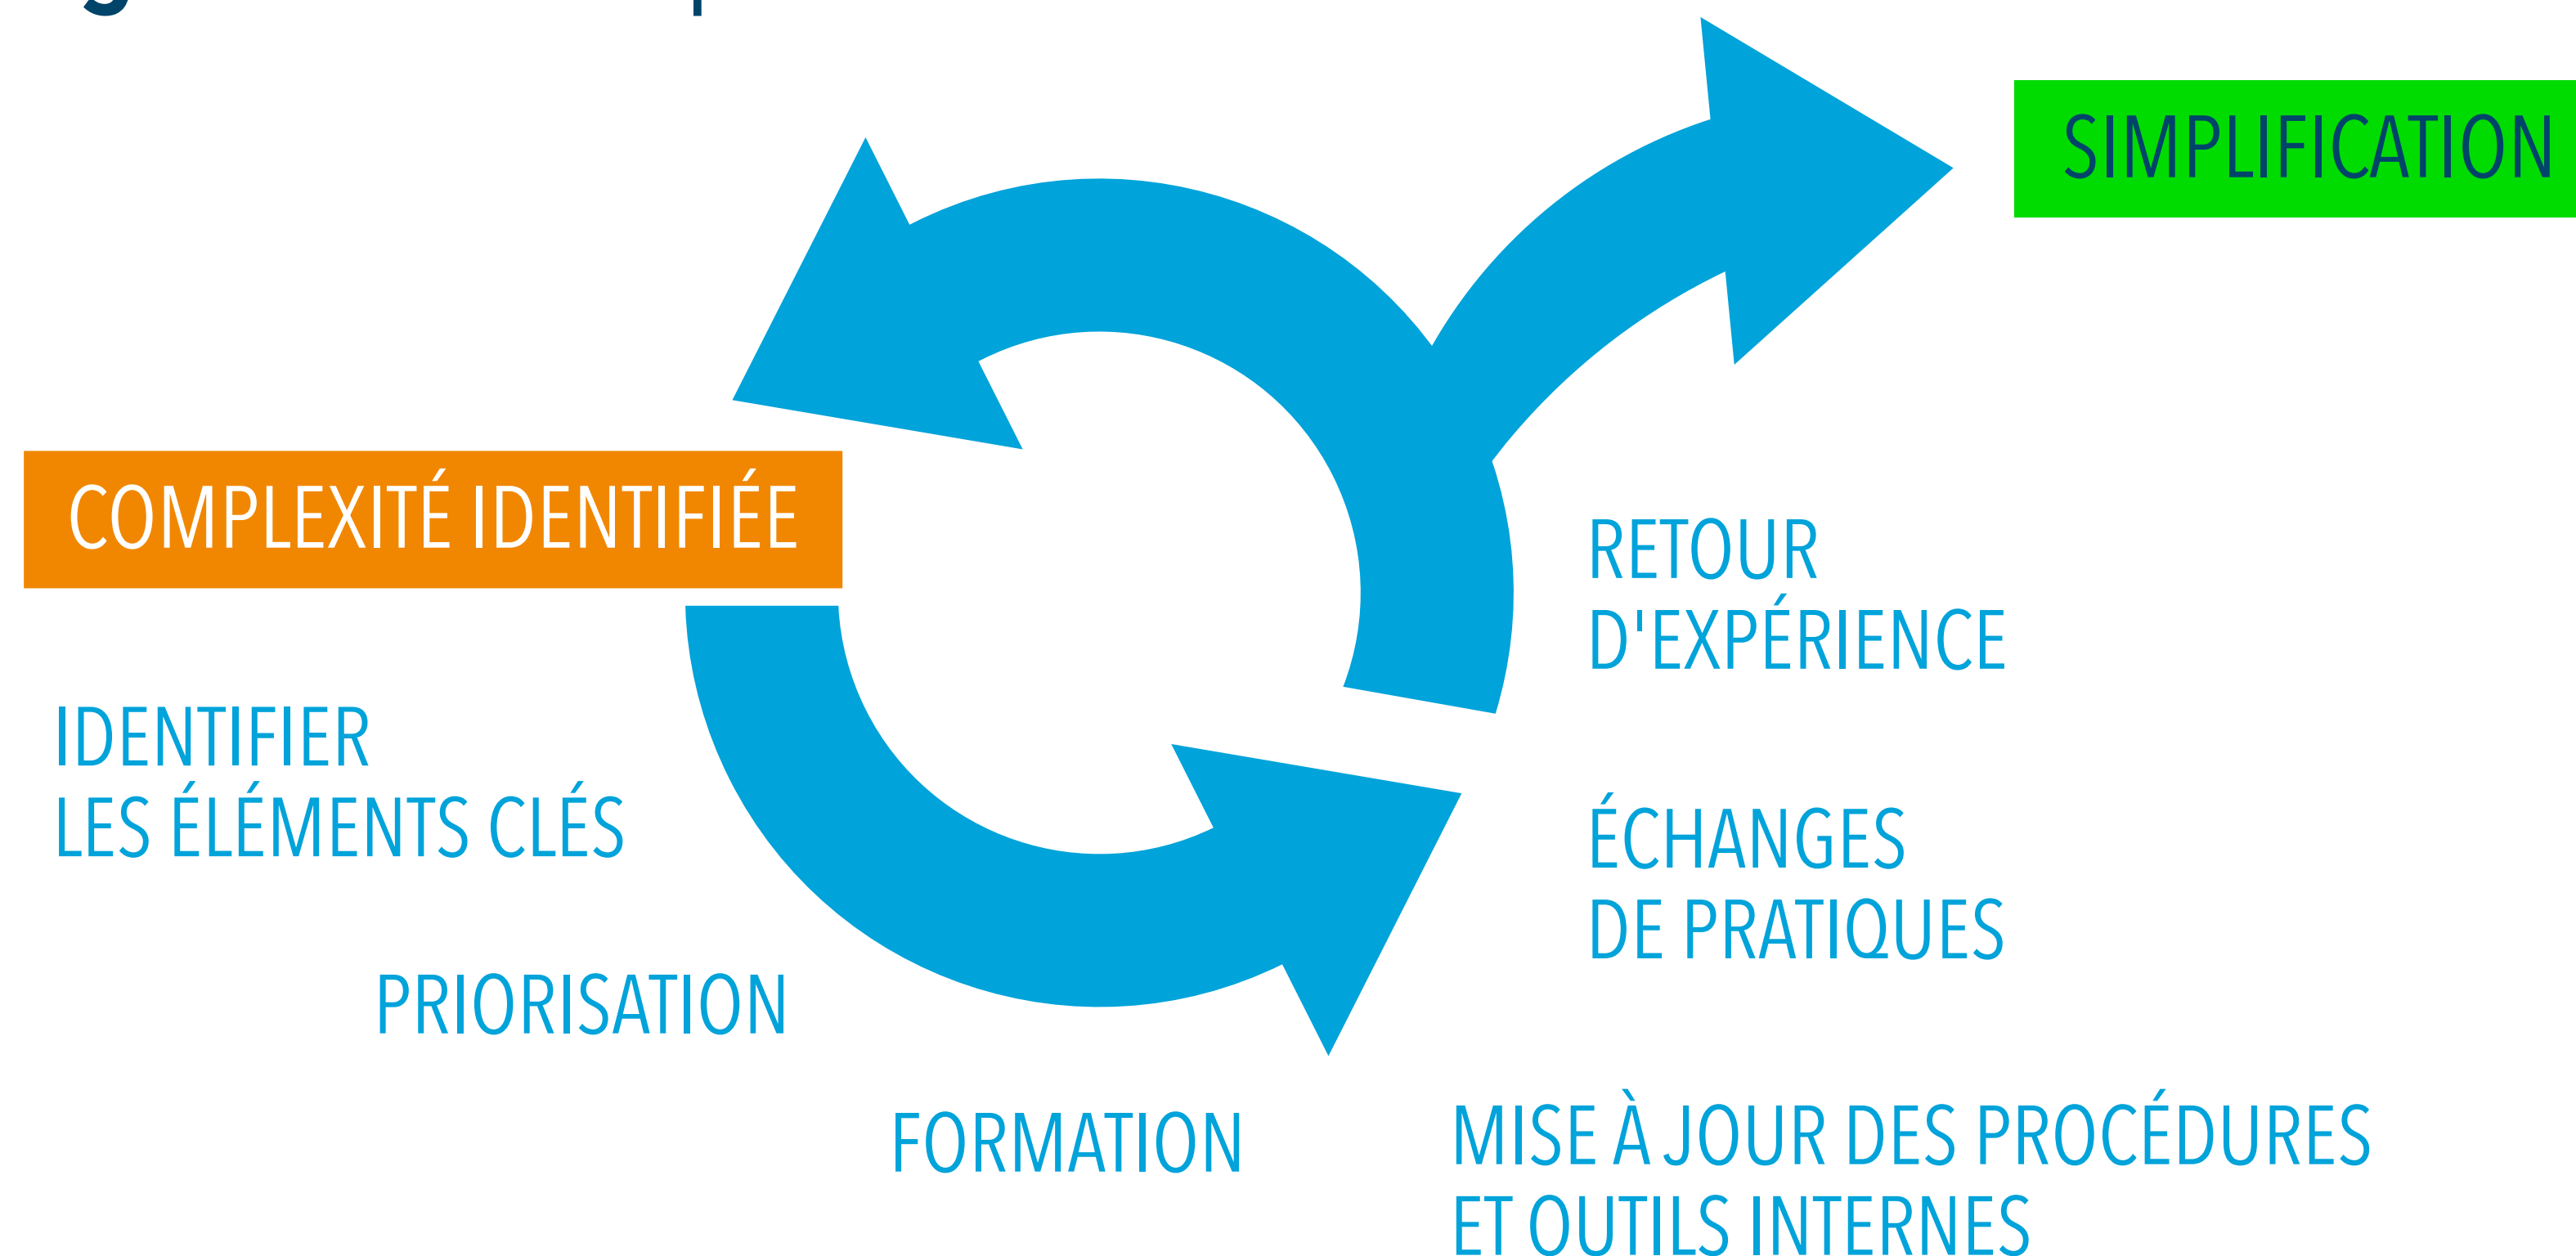 SIMPLIFICATION
COMPLEXITÉ IDENTIFIÉE
IDENTIFIER
LES ÉLÉMENTS CLÉS
PRIORISATION
FORMATION
MISE À JOUR DES PROCÉDURES
ET OUTILS INTERNES
ÉCHANGES
DE PRATIQUES
RETOUR
D'EXPÉRIENCE